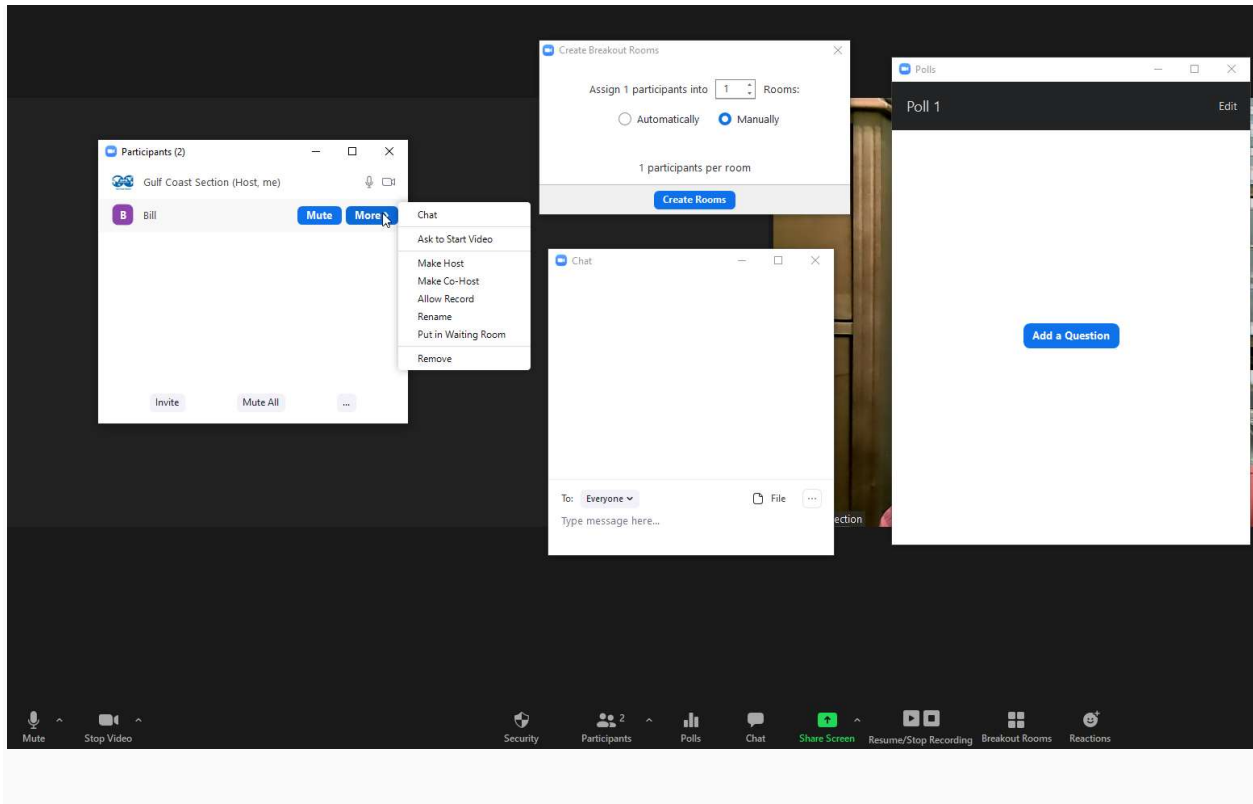 Participants (2)
Gulf Coast Section (Host, me)
B Bill Mute More
Invite Mute All ...
Chat
Ask to Start Video
Make Host
Make Co-Host
Allow Record
Rename
Put in Waiting Room
Remove
Create Breakout Rooms
Assign 1 participants into 1 Rooms:
Automatically Manually
1 participants per room
Create Rooms
Chat
To: Everyone File ...
Type message here...
ection
Polls
Poll 1 Edit
Add a Question
Mute Stop Video Security Participants 2 Polls Chat Share Screen Resume/Stop Recording Breakout Rooms Reactions